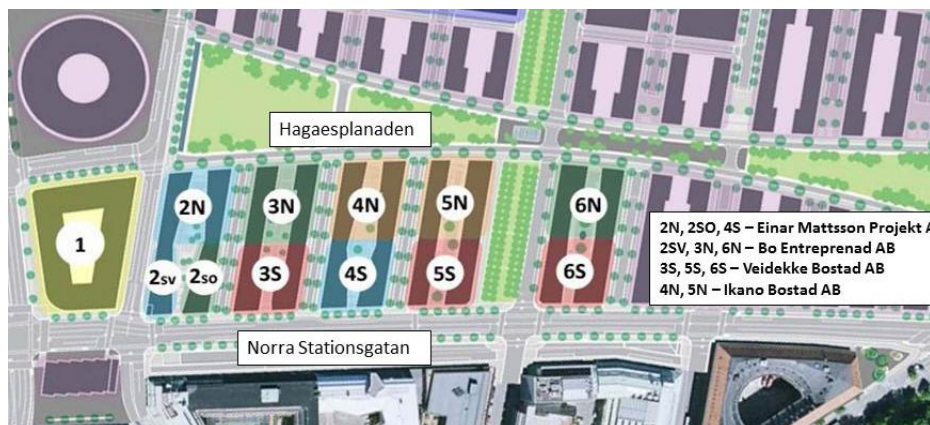 Hagaesplanaden
2N
3N
4N
5N
6N
1
2SV
2SO
3S
4S
5S
6S
2N, 2SO, 4S – Einar Mattsson Projekt A
2SV, 3N, 6N – Bo Entreprenad AB
3S, 5S, 6S – Veidekke Bostad AB
4N, 5N – Ikano Bostad AB
Norra Stationsgatan